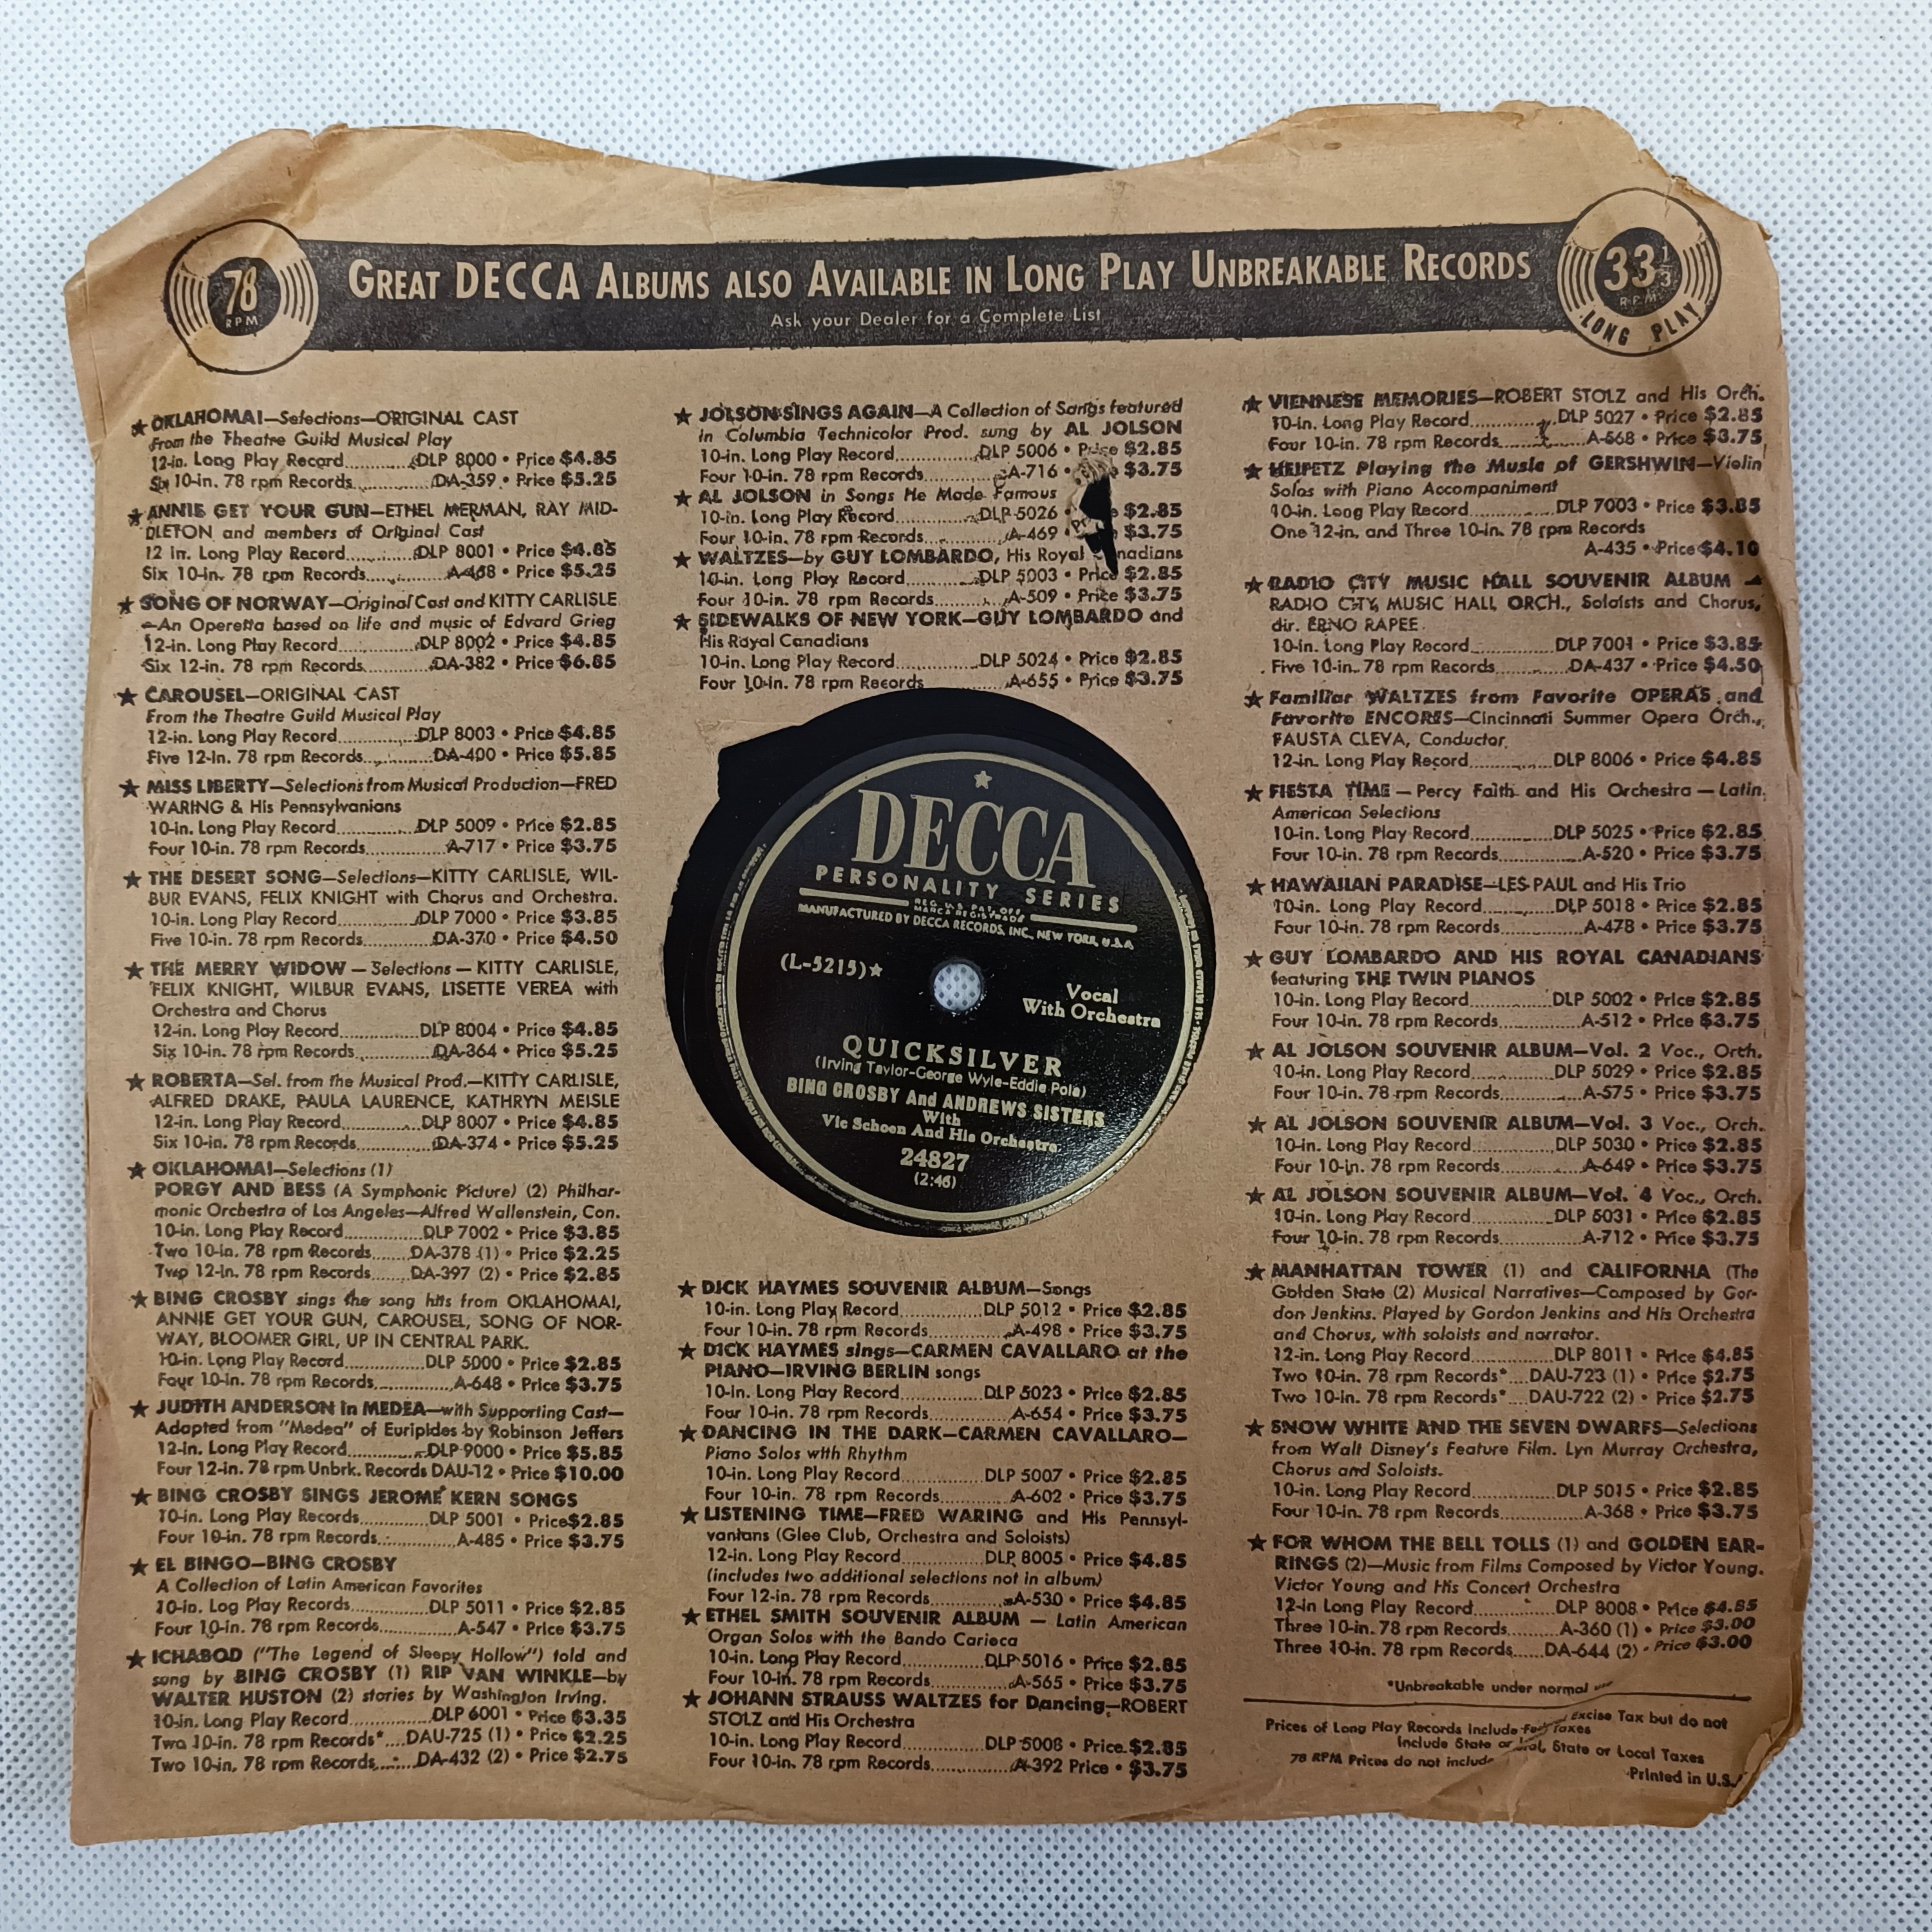 78
RPM
GREAT DECCA ALBUMS ALSO AVAILABLE IN LONG PLAY UNBREAKABLE RECORDS
Ask your Dealer for a Complete List
33 1/3
RPM
LONG PLAY
★ OKLAHOMA!—Selections—ORIGINAL CAST
From the Theatre Guild Musical Play
12-in. Long Play Record..........DLP 8000 • Price $4.85
Six 10-in. 78 rpm Records..........DA-359 • Price $5.25
★ ANNIE GET YOUR GUN—ETHEL MERMAN, RAY MID-
DLETON and members of Original Cast
12 in. Long Play Record..........DLP 8001 • Price $4.85
Six 10-in. 78 rpm Records..........A-468 • Price $5.25
★ SONG OF NORWAY—Original Cast and KITTY CARLISLE
—An Operetta based on life and music of Edvard Grieg
12-in. Long Play Record..........DLP 8002 • Price $4.85
Six 12-in. 78 rpm Records..........DA-382 • Price $6.85
★ CAROUSEL—ORIGINAL CAST
From the Theatre Guild Musical Play
12-in. Long Play Record..........DLP 8003 • Price $4.85
Five 12-in. 78 rpm Records..........DA-400 • Price $5.85
★ MISS LIBERTY—Selections from Musical Production—FRED
WARING & His Pennsylvanians
10-in. Long Play Record..........DLP 5009 • Price $2.85
Four 10-in. 78 rpm Records..........A-717 • Price $3.75
★ THE DESERT SONG—Selections—KITTY CARLISLE, WIL-
BUR EVANS, FELIX KNIGHT with Chorus and Orchestra.
10-in. Long Play Record..........DLP 7000 • Price $3.85
Five 10-in. 78 rpm Records..........DA-370 • Price $4.50
★ THE MERRY WIDOW — Selections — KITTY CARLISLE,
FELIX KNIGHT, WILBUR EVANS, LISETTE VEREA with
Orchestra and Chorus
12-in. Long Play Record..........DLP 8004 • Price $4.85
Six 10-in. 78 rpm Records..........DA-364 • Price $5.25
★ ROBERTA—Sel. from the Musical Prod.—KITTY CARLISLE,
ALFRED DRAKE, PAULA LAURENCE, KATHRYN MEISLE
12-in. Long Play Record..........DLP 8007 • Price $4.85
Six 10-in. 78 rpm Records..........DA-374 • Price $5.25
★ OKLAHOMA!—Selections (1)
PORGY AND BESS (A Symphonic Picture) (2) Philhar-
monic Orchestra of Los Angeles—Alfred Wallenstein, Con.
10-in. Long Play Record..........DLP 7002 • Price $3.85
Two 10-in. 78 rpm Records.......DA-378 (1) • Price $2.25
Two 12-in. 78 rpm Records.......DA-397 (2) • Price $2.85
★ BING CROSBY sings the song hits from OKLAHOMA!,
ANNIE GET YOUR GUN, CAROUSEL, SONG OF NOR-
WAY, BLOOMER GIRL, UP IN CENTRAL PARK.
10-in. Long Play Record..........DLP 5000 • Price $2.85
Four 10-in. 78 rpm Records..........A-648 • Price $3.75
★ JUDITH ANDERSON in MEDEA—with Supporting Cast—
Adapted from "Medea" of Euripides by Robinson Jeffers
12-in. Long Play Record..........DLP 9000 • Price $5.85
Four 12-in. 78 rpm Unbrk. Records DAU-12 • Price $10.00
★ BING CROSBY SINGS JEROME KERN SONGS
10-in. Long Play Records..........DLP 5001 • Price $2.85
Four 10-in. 78 rpm Records..........A-485 • Price $3.75
★ EL BINGO—BING CROSBY
A Collection of Latin American Favorites
10-in. Log Play Records..........DLP 5011 • Price $2.85
Four 10-in. 78 rpm Records..........A-547 • Price $3.75
★ ICHABOD ("The Legend of Sleepy Hollow") told and
sung by BING CROSBY (1) RIP VAN WINKLE—by
WALTER HUSTON (2) stories by Washington Irving.
10-in. Long Play Record..........DLP 6001 • Price $3.35
Two 10-in. 78 rpm Records*....DAU-725 (1) • Price $2.25
Two 10-in. 78 rpm Records.......DA-432 (2) • Price $2.75
★ JOLSON SINGS AGAIN—A Collection of Songs featured
in Columbia Technicolor Prod. sung by AL JOLSON
10-in. Long Play Record..........DLP 5006 • Price $2.85
Four 10-in. 78 rpm Records..........A-716 • $3.75
★ AL JOLSON in Songs He Made Famous
10-in. Long Play Record..........DLP 5026 • $2.85
Four 10-in. 78 rpm Records..........A-469 • $3.75
★ WALTZES—by GUY LOMBARDO, His Royal nadians
10-in. Long Play Record..........DLP 5003 • Price $2.85
Four 10-in. 78 rpm Records..........A-509 • Price $3.75
★ SIDEWALKS OF NEW YORK—GUY LOMBARDO and
His Royal Canadians
10-in. Long Play Record..........DLP 5024 • Price $2.85
Four 10-in. 78 rpm Records..........A-655 • Price $3.75
★
DECCA
PERSONALITY SERIES
REG. U.S. PAT. OFF.
MARCA REGISTRADA
MANUFACTURED BY DECCA RECORDS, INC., NEW YORK, U.S.A.
(L-5215)★
Vocal
With Orchestra
QUICKSILVER
(Irving Taylor-George Wyle-Eddie Pola)
BING CROSBY And ANDREWS SISTERS
With
Vic Schoen And His Orchestra
24827
(2:46)
★ DICK HAYMES SOUVENIR ALBUM—Songs
10-in. Long Play Record..........DLP 5012 • Price $2.85
Four 10-in. 78 rpm Records..........A-498 • Price $3.75
★ DICK HAYMES sings—CARMEN CAVALLARO at the
PIANO—IRVING BERLIN songs
10-in. Long Play Record..........DLP 5023 • Price $2.85
Four 10-in. 78 rpm Records..........A-654 • Price $3.75
★ DANCING IN THE DARK—CARMEN CAVALLARO—
Piano Solos with Rhythm
10-in. Long Play Record..........DLP 5007 • Price $2.85
Four 10-in. 78 rpm Records..........A-602 • Price $3.75
★ LISTENING TIME—FRED WARING and His Pennsyl-
vanians (Glee Club, Orchestra and Soloists)
12-in. Long Play Record..........DLP 8005 • Price $4.85
(includes two additional selections not in album)
Four 12-in. 78 rpm Records..........A-530 • Price $4.85
★ ETHEL SMITH SOUVENIR ALBUM — Latin American
Organ Solos with the Bando Carioca
10-in. Long Play Record..........DLP 5016 • Price $2.85
Four 10-in. 78 rpm Records..........A-565 • Price $3.75
★ JOHANN STRAUSS WALTZES for Dancing—ROBERT
STOLZ and His Orchestra
10-in. Long Play Record..........DLP 5008 • Price $2.85
Four 10-in. 78 rpm Records..........A-392 Price • $3.75
★ VIENNESE MEMORIES—ROBERT STOLZ and His Orch.
10-in. Long Play Record..........DLP 5027 • Price $2.85
Four 10-in. 78 rpm Records..........A-568 • Price $3.75
★ HEIFETZ Playing the Music of GERSHWIN—Violin
Solos with Piano Accompaniment
10-in. Long Play Record..........DLP 7003 • Price $3.85
One 12-in. and Three 10-in. 78 rpm Records
A-435 • Price $4.10
★ RADIO CITY MUSIC HALL SOUVENIR ALBUM —
RADIO CITY MUSIC HALL ORCH., Soloists and Chorus,
dir. ERNO RAPEE.
10-in. Long Play Record..........DLP 7001 • Price $3.85
Five 10-in. 78 rpm Records..........DA-437 • Price $4.50
★ Familiar WALTZES from Favorite OPERAS and
Favorite ENCORES—Cincinnati Summer Opera Orch.,
FAUSTA CLEVA, Conductor.
12-in. Long Play Record..........DLP 8006 • Price $4.85
★ FIESTA TIME — Percy Faith and His Orchestra — Latin
American Selections
10-in. Long Play Record..........DLP 5025 • Price $2.85
Four 10-in. 78 rpm Records..........A-520 • Price $3.75
★ HAWAIIAN PARADISE—LES PAUL and His Trio
10-in. Long Play Record..........DLP 5018 • Price $2.85
Four 10-in. 78 rpm Records..........A-478 • Price $3.75
★ GUY LOMBARDO AND HIS ROYAL CANADIANS
featuring THE TWIN PIANOS
10-in. Long Play Record..........DLP 5002 • Price $2.85
Four 10-in. 78 rpm Records..........A-512 • Price $3.75
★ AL JOLSON SOUVENIR ALBUM—Vol. 2 Voc., Orch.
10-in. Long Play Record..........DLP 5029 • Price $2.85
Four 10-in. 78 rpm Records..........A-575 • Price $3.75
★ AL JOLSON SOUVENIR ALBUM—Vol. 3 Voc., Orch.
10-in. Long Play Record..........DLP 5030 • Price $2.85
Four 10-in. 78 rpm Records..........A-649 • Price $3.75
★ AL JOLSON SOUVENIR ALBUM—Vol. 4 Voc., Orch.
10-in. Long Play Record..........DLP 5031 • Price $2.85
Four 10-in. 78 rpm Records..........A-712 • Price $3.75
★ MANHATTAN TOWER (1) and CALIFORNIA (The
Golden State (2) Musical Narratives—Composed by Gor-
don Jenkins. Played by Gordon Jenkins and His Orchestra
and Chorus, with soloists and narrator.
12-in. Long Play Record..........DLP 8011 • Price $4.85
Two 10-in. 78 rpm Records*....DAU-723 (1) • Price $2.75
Two 10-in. 78 rpm Records*....DAU-722 (2) • Price $2.75
★ SNOW WHITE AND THE SEVEN DWARFS—Selections
from Walt Disney's Feature Film. Lyn Murray Orchestra,
Chorus and Soloists.
10-in. Long Play Record..........DLP 5015 • Price $2.85
Four 10-in. 78 rpm Records..........A-368 • Price $3.75
★ FOR WHOM THE BELL TOLLS (1) and GOLDEN EAR-
RINGS (2)—Music from Films Composed by Victor Young.
Victor Young and His Concert Orchestra
12-in Long Play Record..........DLP 8008 • Price $4.85
Three 10-in. 78 rpm Records.......A-360 (1) • Price $3.00
Three 10-in. 78 rpm Records......DA-644 (2) • Price $3.00
*Unbreakable under normal
Prices of Long Play Records Include Excise Tax but do not
Include State or Taxes
78 RPM Prices do not include State or Local Taxes
Printed in U.S.